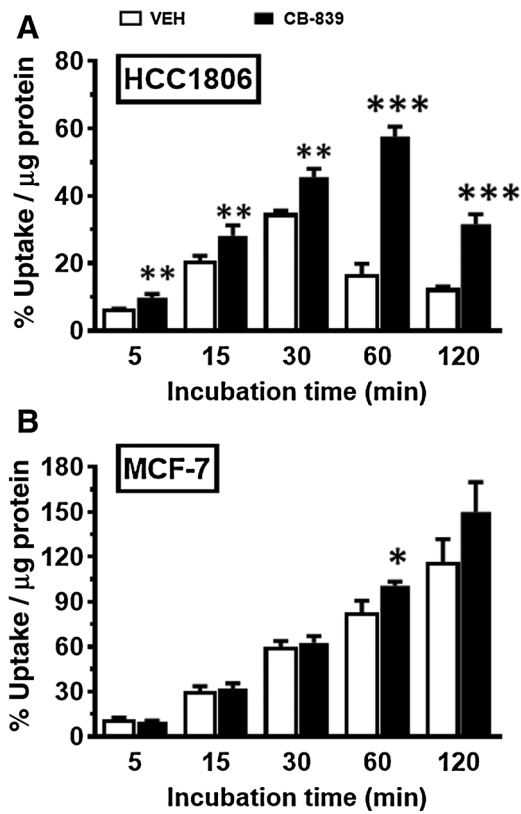 A
VEH CB-839
HCC1806
% Uptake / μg protein
80
60
40
20
0
** ** ** *** ***
5 15 30 60 120
Incubation time (min)
B
MCF-7
% Uptake / μg protein
180
150
120
90
60
30
0
*
5 15 30 60 120
Incubation time (min)